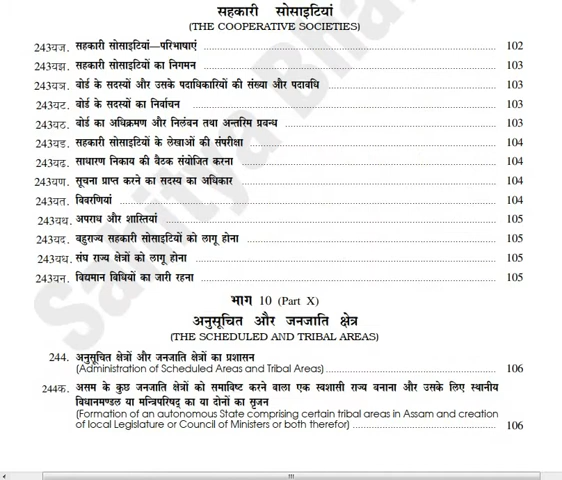 सहकारी सोसाइटियां
(THE COOPERATIVE SOCIETIES)
243यज. सहकारी सोसाइटियां—परिभाषाएं 102
243यझ. सहकारी सोसाइटियों का निगमन 103
243यञ. बोर्ड के सदस्यों और उसके पदाधिकारियों की संख्या और पदावधि 103
243यट. बोर्ड के सदस्यों का निर्वाचन 103
243यठ. बोर्ड का अधिक्रमण और निलंबन तथा अन्तरिम प्रबन्ध 103
243यड. सहकारी सोसाइटियों के लेखाओं की संपरीक्षा 104
243यढ. साधारण निकाय की बैठक संयोजित करना 104
243यण. सूचना प्राप्त करने का सदस्य का अधिकार 104
243यत. विवरणियां 104
243यथ. अपराध और शास्तियां 105
243यद. बहुराज्य सहकारी सोसाइटियों को लागू होना 105
243यध. संघ राज्य क्षेत्रों को लागू होना 105
243यन. विद्यमान विधियों का जारी रहना 105
भाग 10 (Part X)
अनुसूचित और जनजाति क्षेत्र
(THE SCHEDULED AND TRIBAL AREAS)
244. अनुसूचित क्षेत्रों और जनजाति क्षेत्रों का प्रशासन
(Administration of Scheduled Areas and Tribal Areas) 106
244क. असम के कुछ जनजाति क्षेत्रों को समाविष्ट करने वाला एक स्वशासी राज्य बनाना और उसके लिए स्थानीय
विधानमण्डल या मन्त्रिपरिषद् का या दोनों का सृजन
(Formation of an autonomous State comprising certain tribal areas in Assam and creation
of local Legislature or Council of Ministers or both therefor) 106